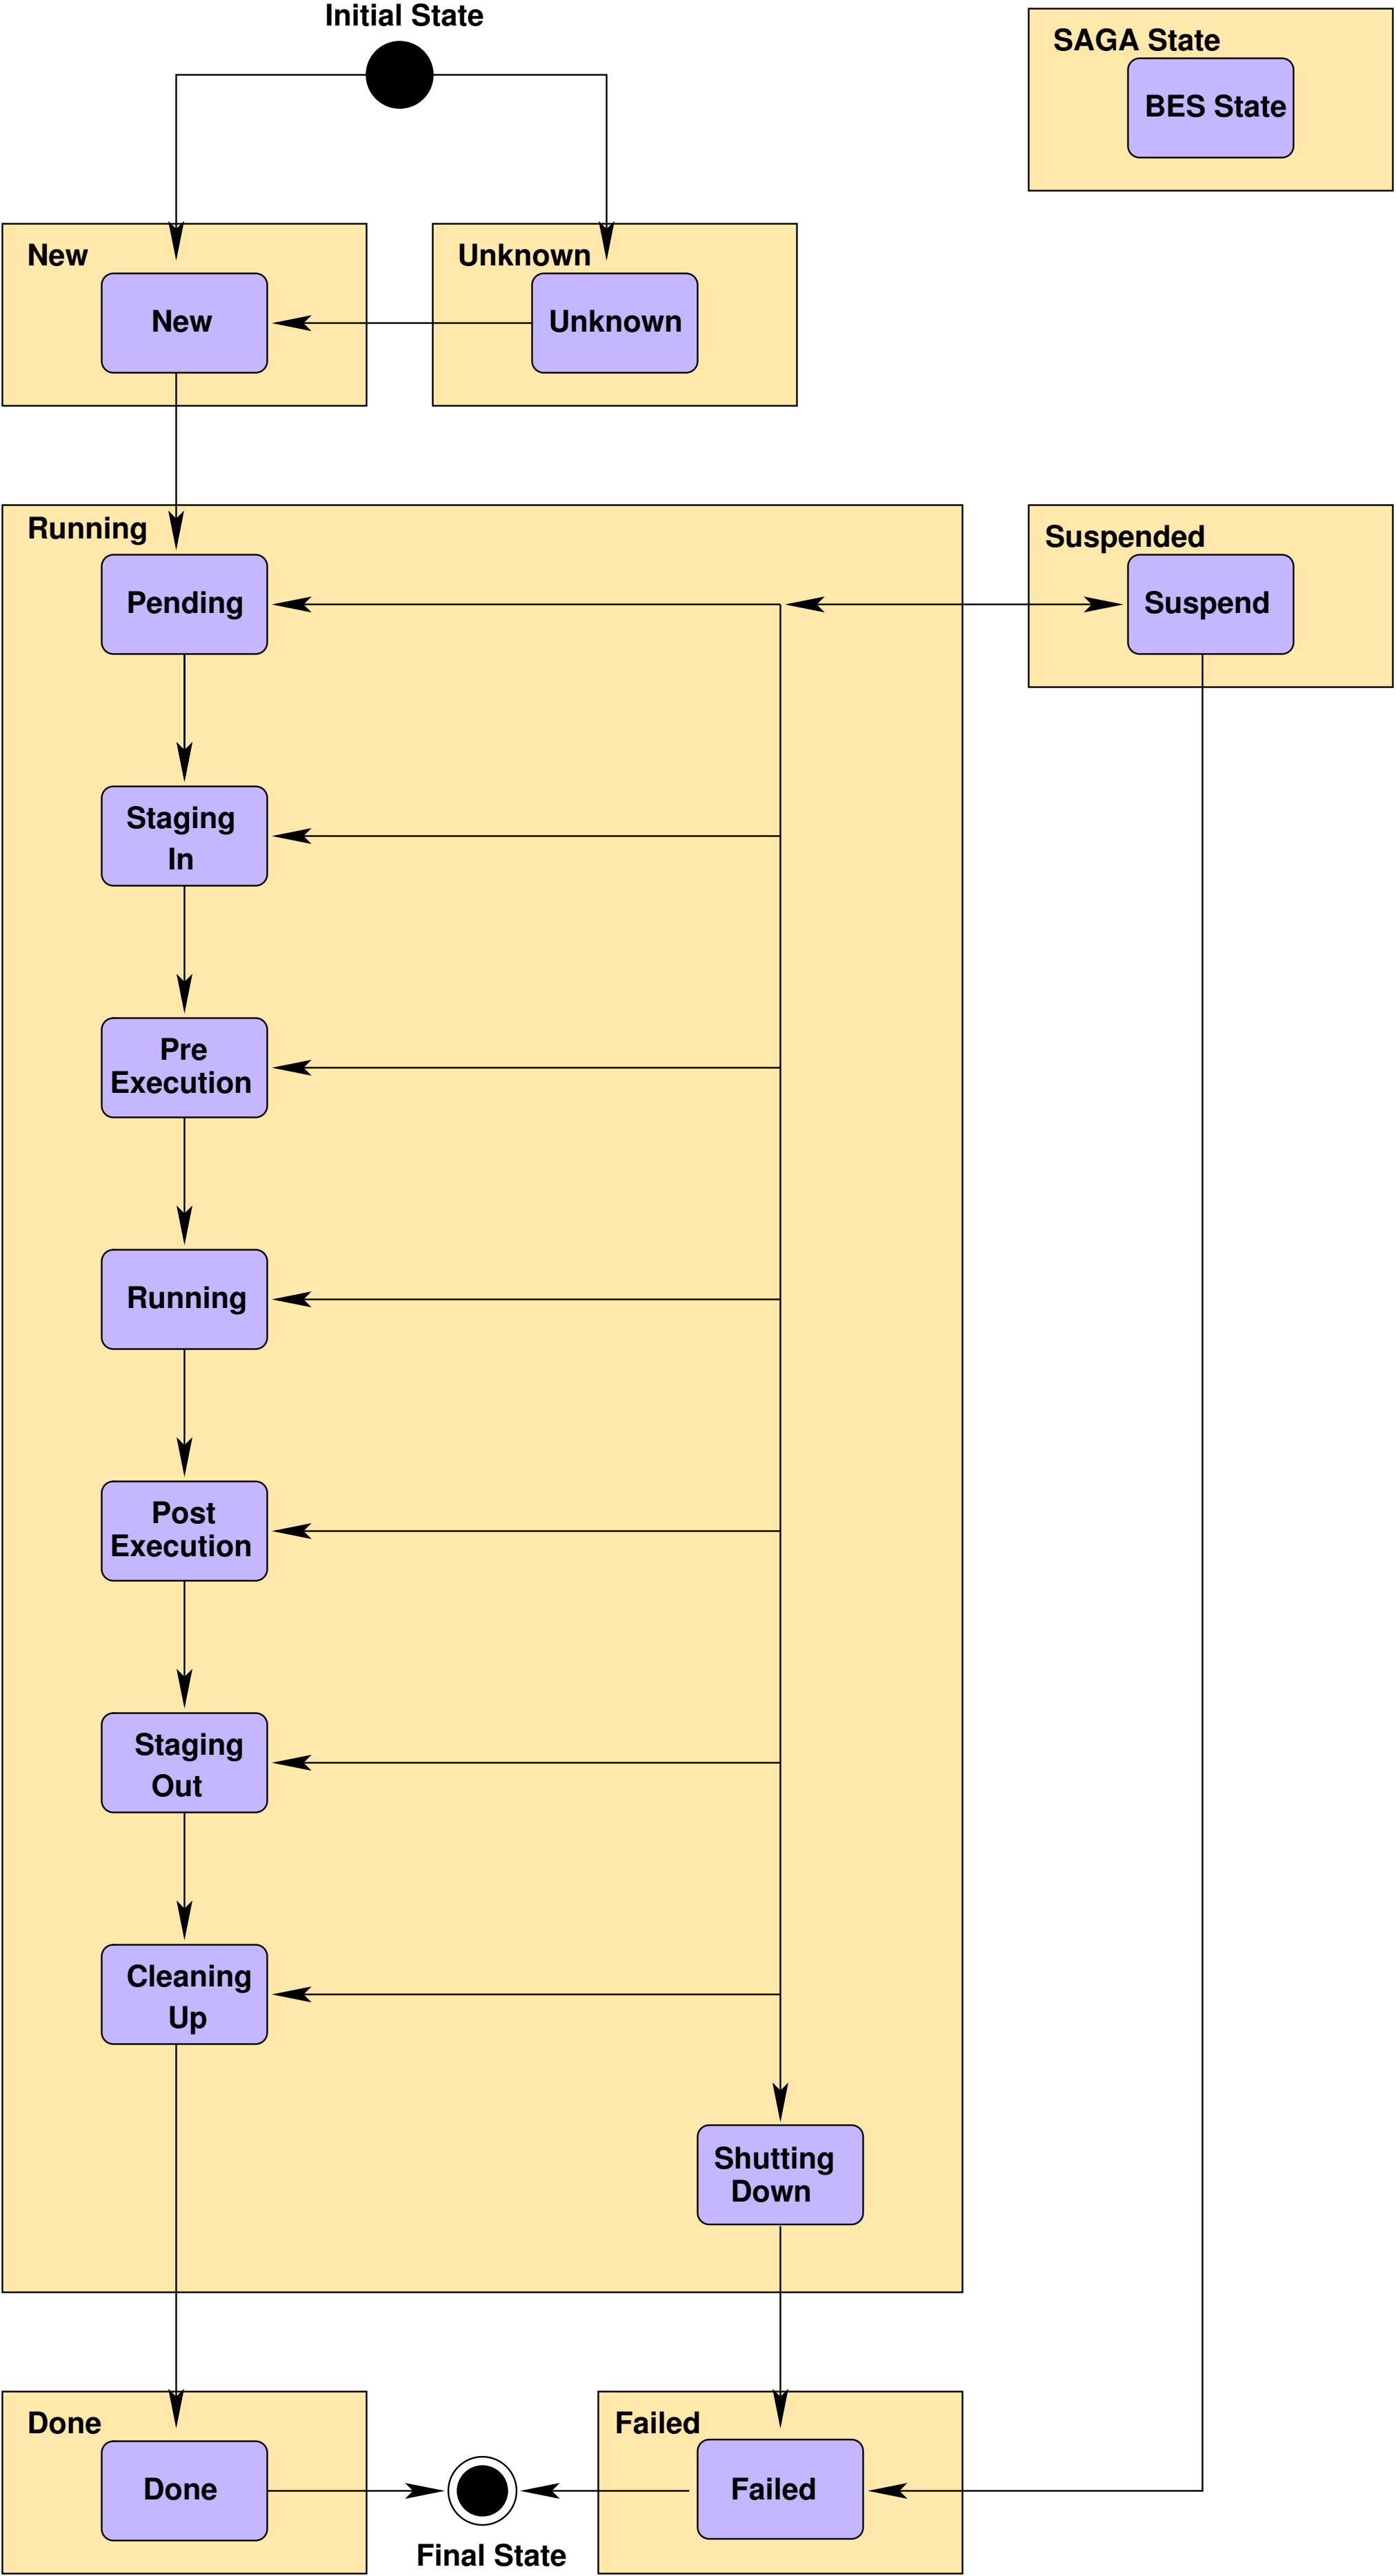 Initial State
SAGA State
BES State
New
Unknown
New
Unknown
Running
Suspended
Pending
Suspend
Staging
In
Pre
Execution
Running
Post
Execution
Staging
Out
Cleaning
Up
Shutting
Down
Done
Failed
Done
Failed
Final State